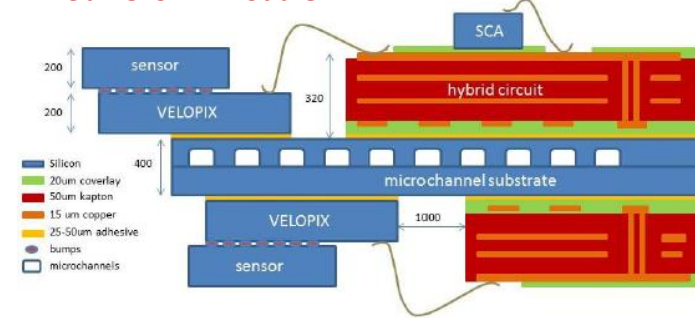 SCA
200
sensor
hybrid circuit
200
VELOPIX
320
400
microchannel substrate
Silicon
20um coverlay
50um kapton
15 um copper
25-50um adhesive
bumps
microchannels
VELOPIX
1000
sensor